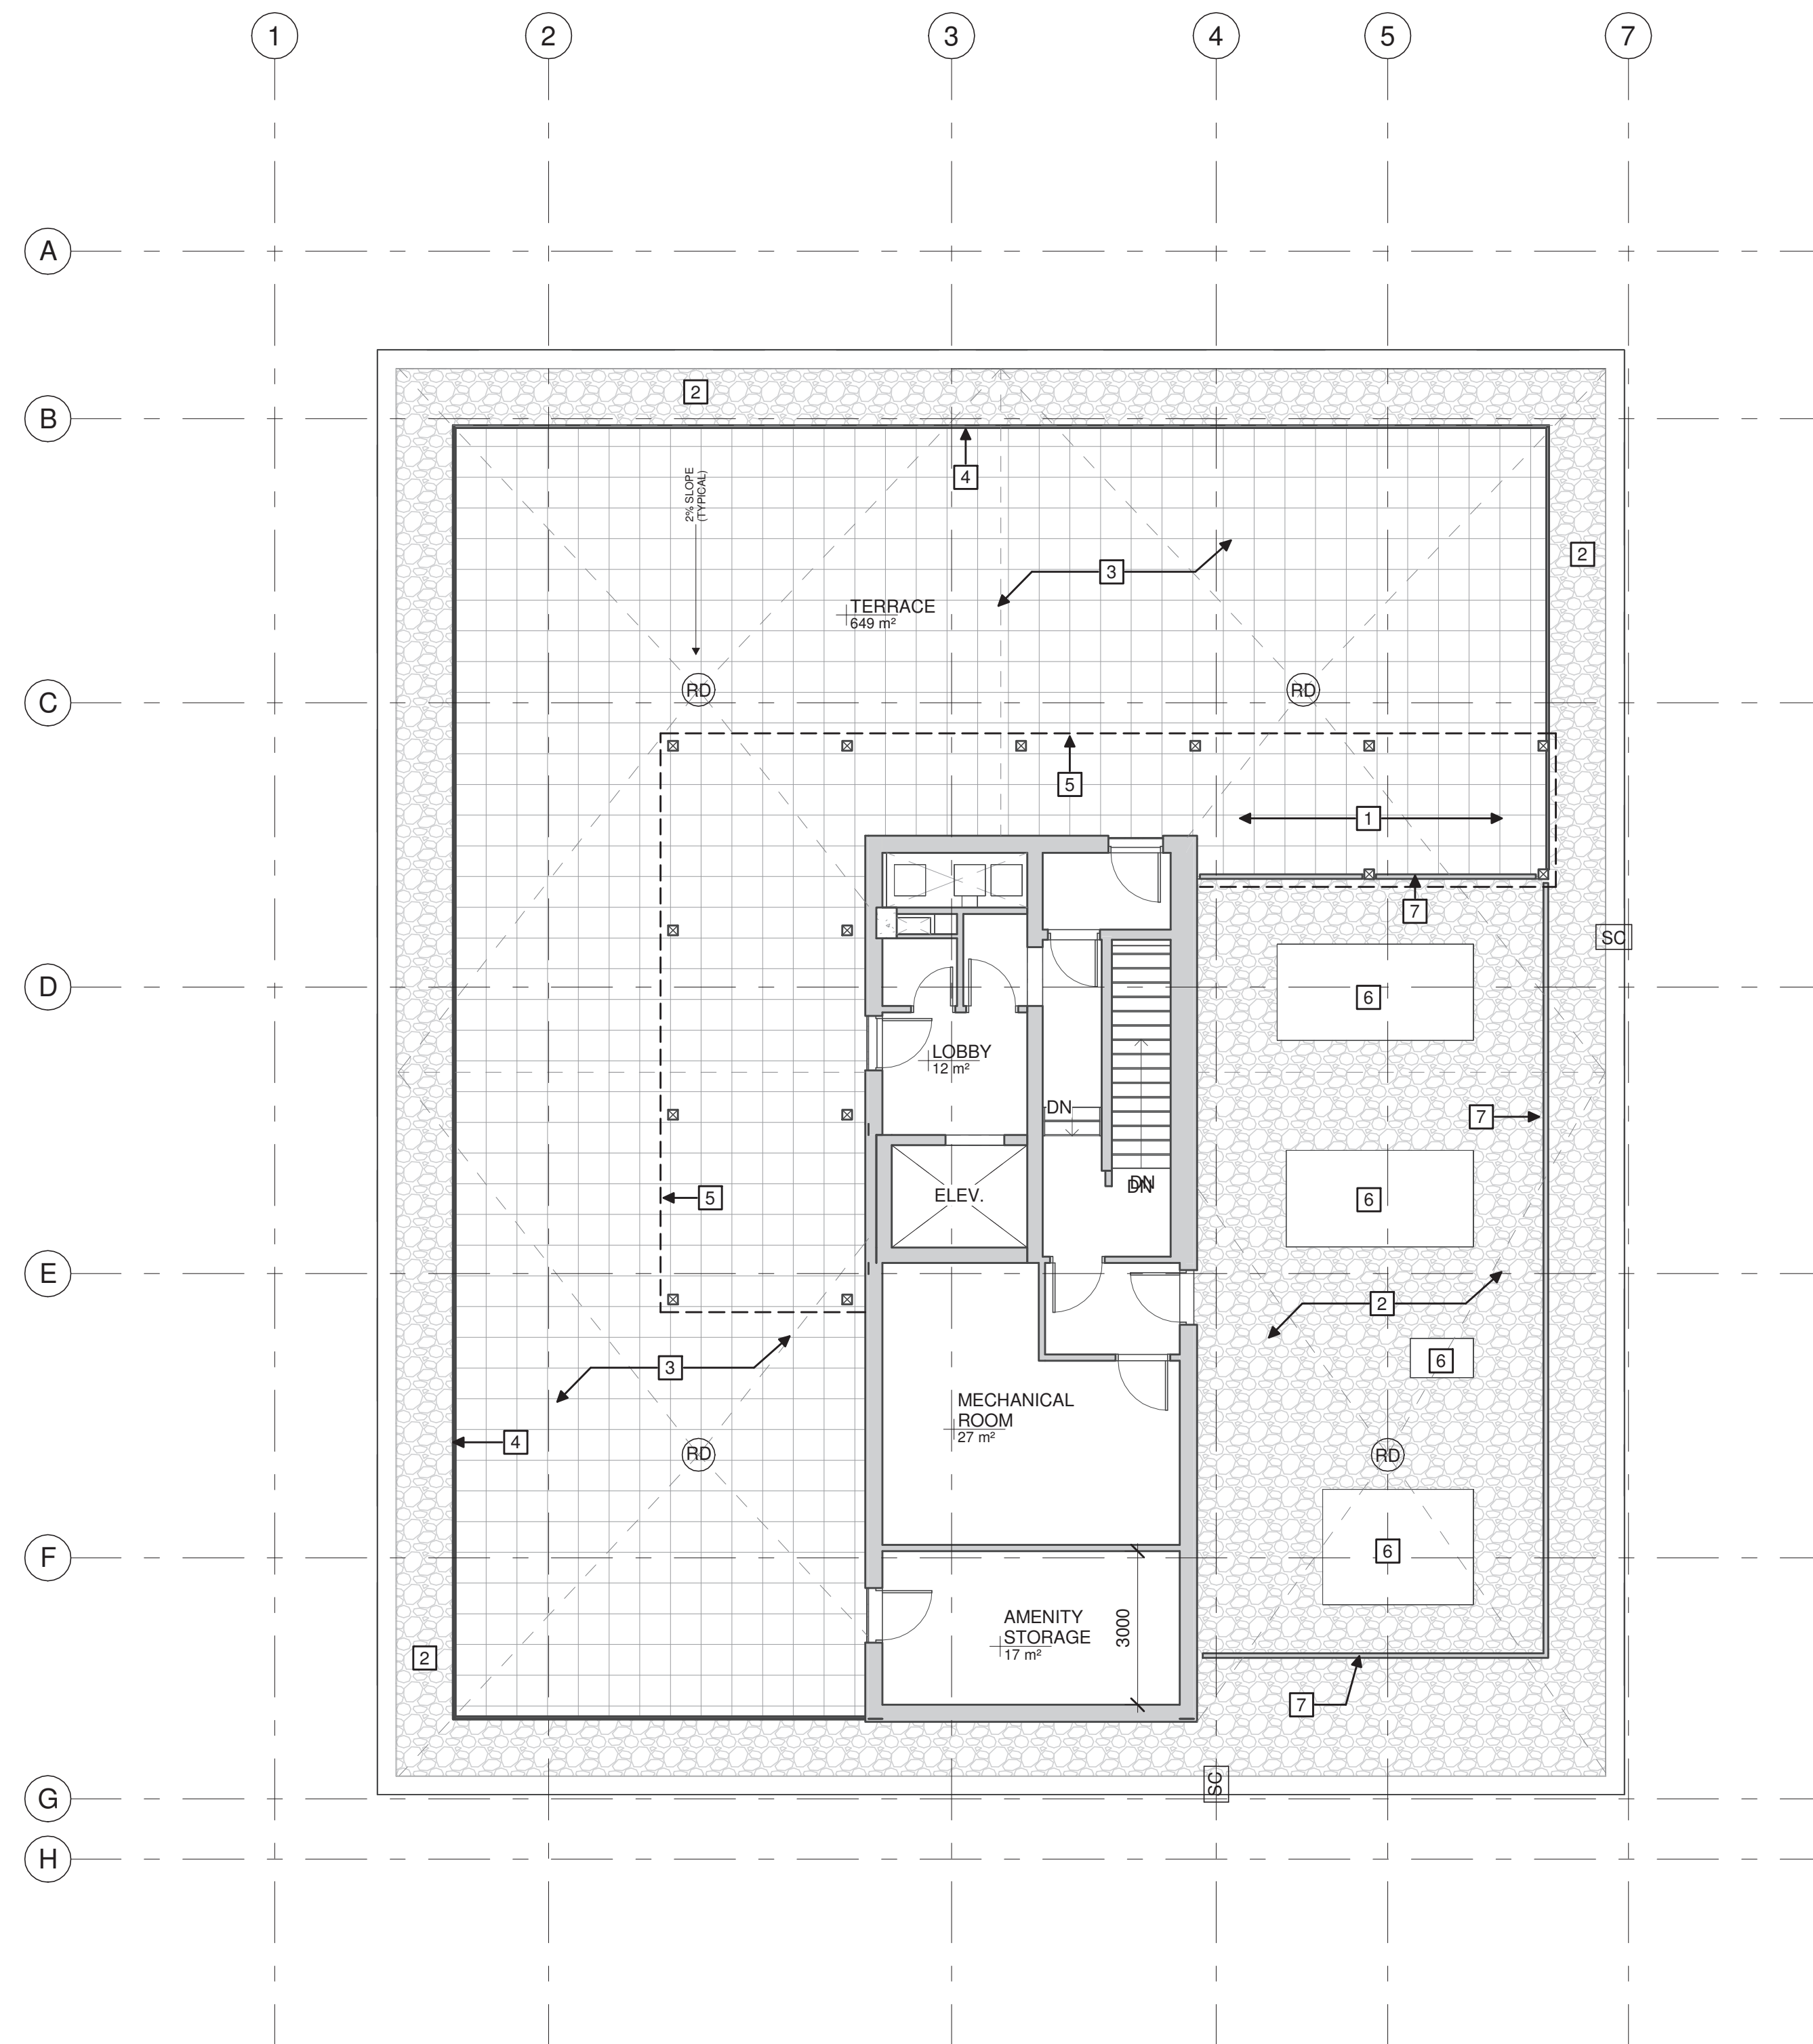 1 2 3 4 5 7
A
B
2
4
2% SLOPE
(TYPICAL)
2
3
TERRACE
649 m²
RD RD
C
5
1
7
SC
D
6
LOBBY
12 m²
DN
7
DN
DN
ELEV.
5
6
E
2
3
6
MECHANICAL
ROOM
27 m²
4
RD RD
6
F
AMENITY
STORAGE
17 m²
3000
2
7
SC
G
H